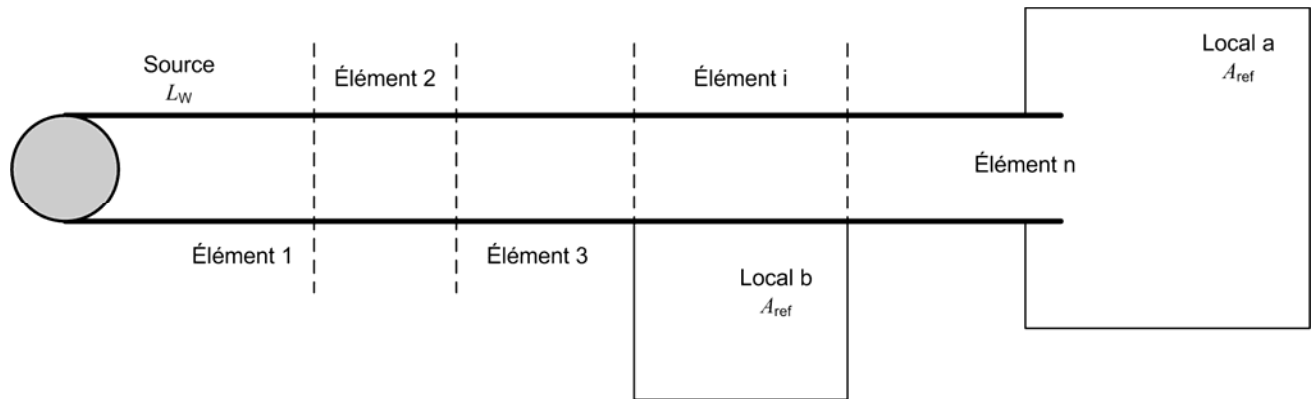 Source
L_W
Élément 1
Élément 2
Élément 3
Élément i
Local b
A_ref
Élément n
Local a
A_ref